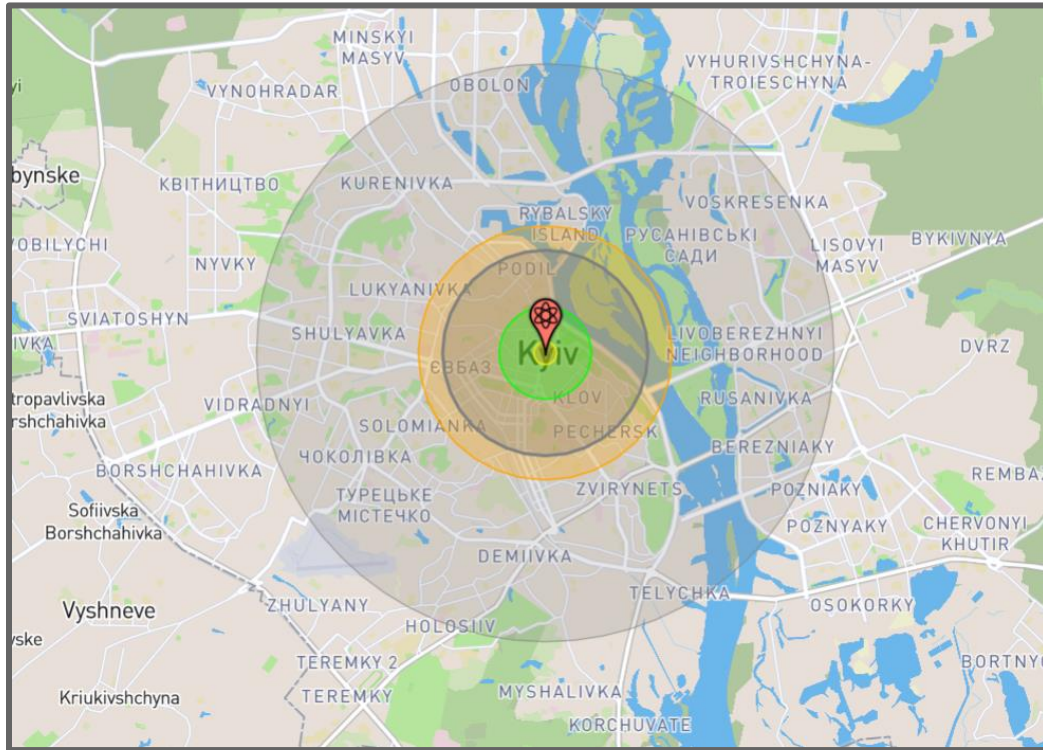 MINSKYI
MASYV
VYHURIVSHCHYNA-
TROIESCHYNA
OBOLON
VYNOHRADAR
bynske
КВІТНИЦТВО
KURENIVKA
VOSKRESENKA
RYBALSKY
ISLAND
РУСАНІВСЬКІ
САДИ
VOBILYCHI
NYVKY
LISOVYI
MASYV
BYKIVNYA
PODIL
LUKYANIVKA
SVIATOSHYN
SHULYAVKA
LIVOBEREZHNYI
NEIGHBORHOOD
IVKA
Kyiv
DVRZ
ЄВБАЗ
tropavlivska
rshchahivka
VIDRADNYI
KLOV
RUSANIVKA
SOLOMIANKA
PECHERSK
ЧОКОЛІВКА
BEREZNIAKY
BORSHCHAHIVKA
REMBA
ТУРЕЦЬКЕ
МІСТЕЧКО
ZVIRYNETS
POZNIAKY
Sofiivska
Borshchahivka
POZNYAKY
CHERVONYI
KHUTIR
DEMIIVKA
TELYCHKA
Vyshneve
ZHULYANY
OSOKORKY
HOLOSIIV
vske
TEREMKY 2
TEREMKY
BORTNYC
Kriukivshchyna
MYSHALIVKA
KORCHUVATE